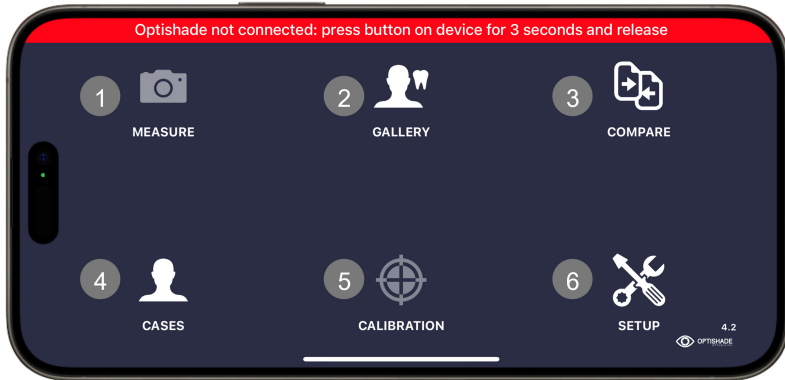 Optishade not connected: press button on device for 3 seconds and release
1
MEASURE
2
GALLERY
3
COMPARE
4
CASES
5
CALIBRATION
6
SETUP
4.2
OPTISHADE